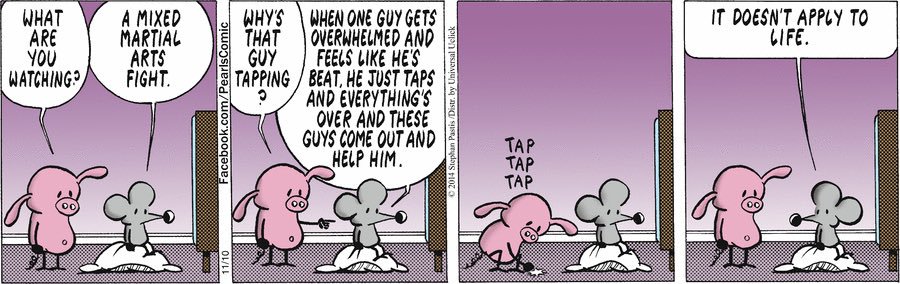 WHAT
ARE
YOU
WATCHING?
A MIXED
MARTIAL
ARTS
FIGHT.
Facebook.com/PearlsComic
11/10
WHY'S
THAT
GUY
TAPPING
?
WHEN ONE GUY GETS
OVERWHELMED AND
FEELS LIKE HE'S
BEAT, HE JUST TAPS
AND EVERYTHING'S
OVER AND THESE
GUYS COME OUT AND
HELP HIM.
© 2014 Stephan Pastis /Distr. by Universal Uclick
TAP
TAP
TAP
IT DOESN'T APPLY TO
LIFE.